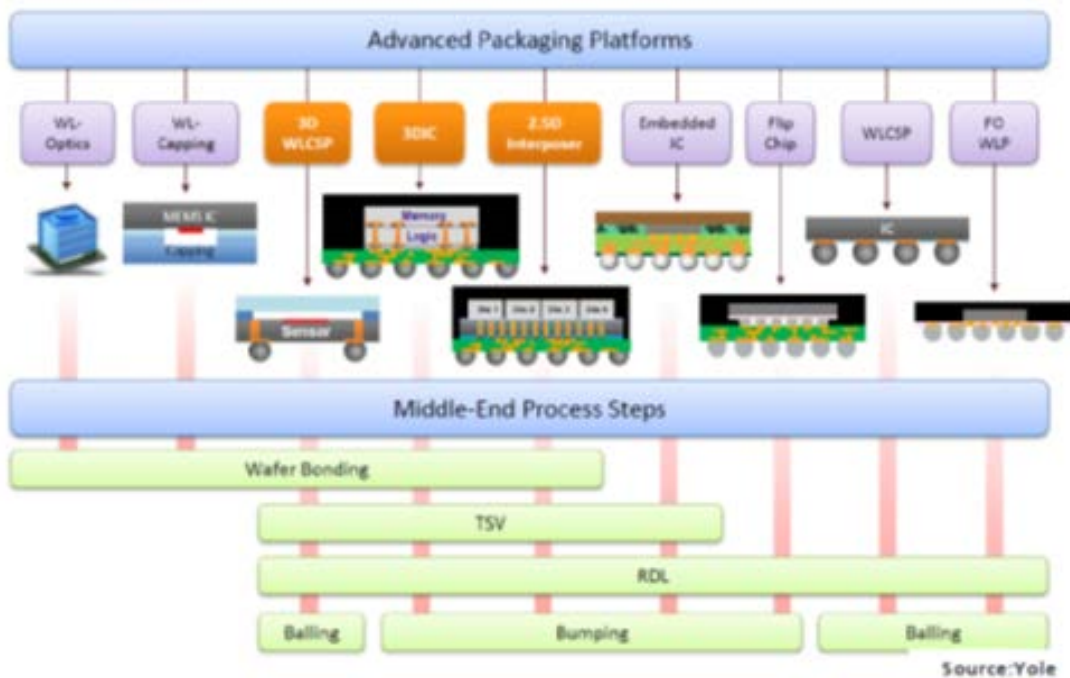 Advanced Packaging Platforms
WL-
Optics
WL-
Capping
3D
WLCSP
3DIC
2.5D
Interposer
Embedded
IC
Flip
Chip
WLCSP
FO
WLP
MEMS IC
Capping
Memory
Logic
IC
Sensor
Middle-End Process Steps
Wafer Bonding
TSV
RDL
Balling
Bumping
Balling
Source:Yole